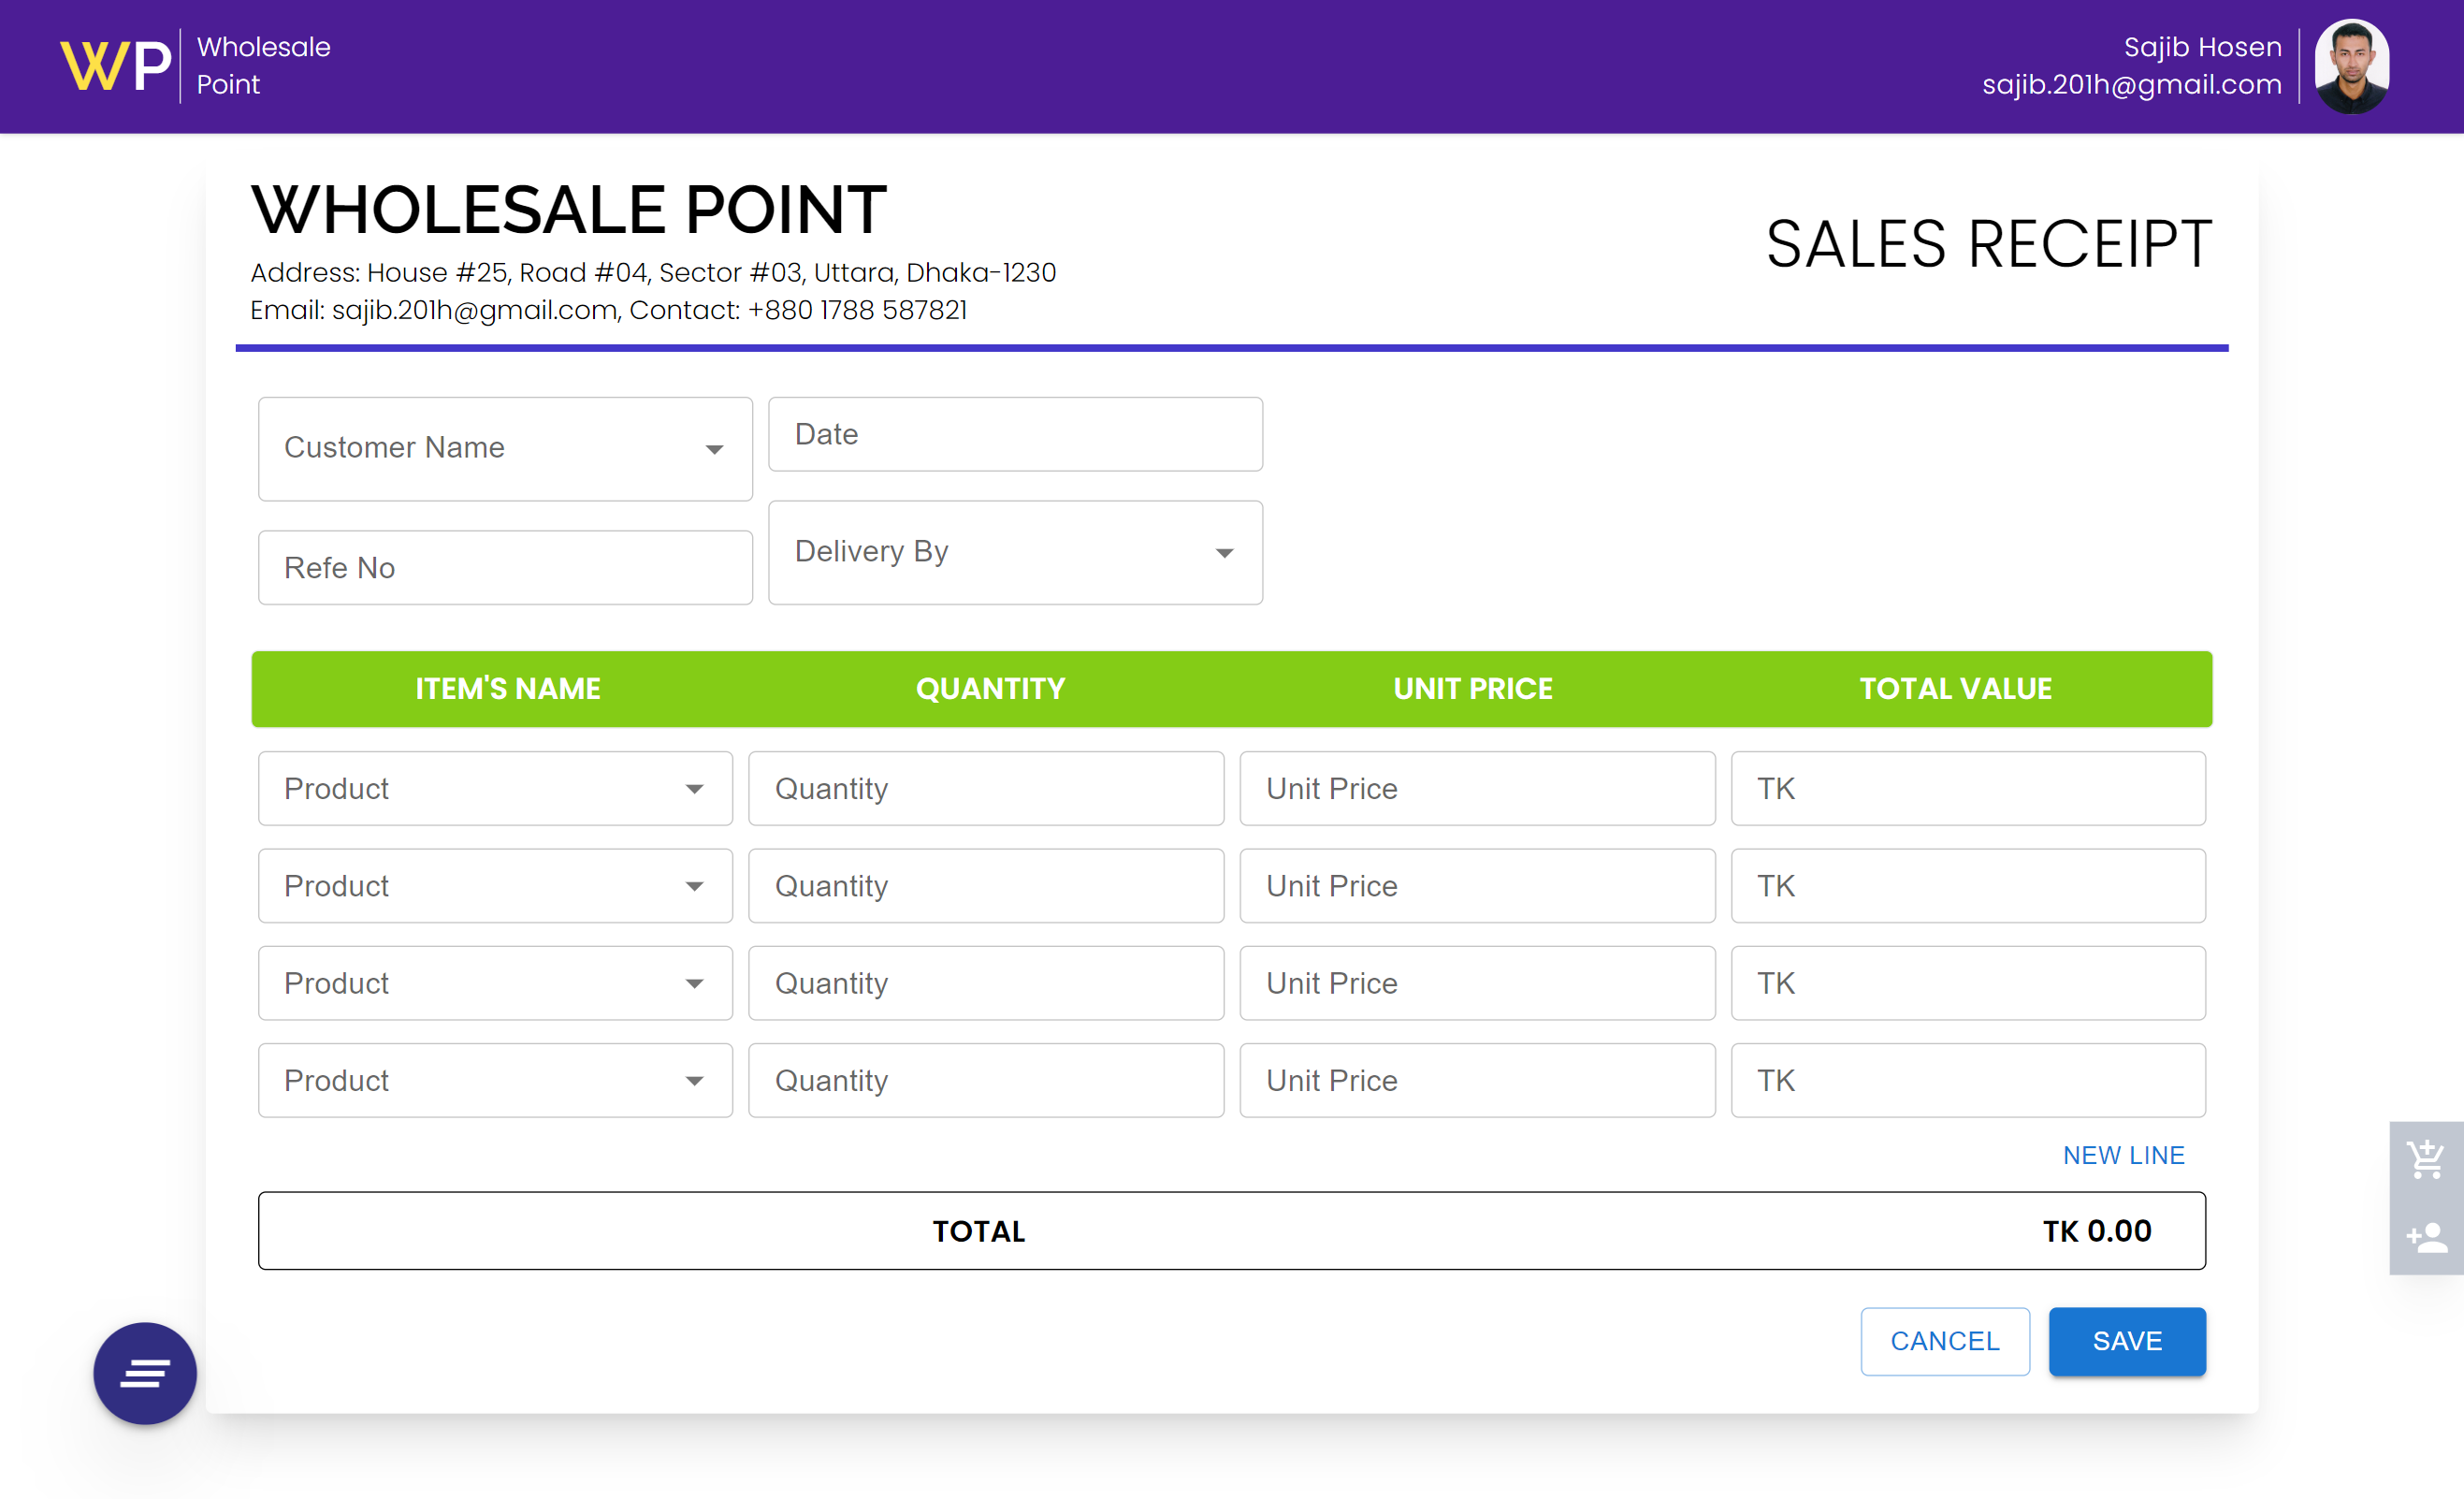 WP
Wholesale
Point
Sajib Hosen
sajib.201h@gmail.com
WHOLESALE POINT
Address: House #25, Road #04, Sector #03, Uttara, Dhaka-1230
Email: sajib.201h@gmail.com, Contact: +880 1788 587821
SALES RECEIPT
Customer Name
Date
Refe No
Delivery By
ITEM'S NAME QUANTITY UNIT PRICE TOTAL VALUE
Product Quantity Unit Price TK
Product Quantity Unit Price TK
Product Quantity Unit Price TK
Product Quantity Unit Price TK
NEW LINE
TOTAL TK 0.00
CANCEL SAVE